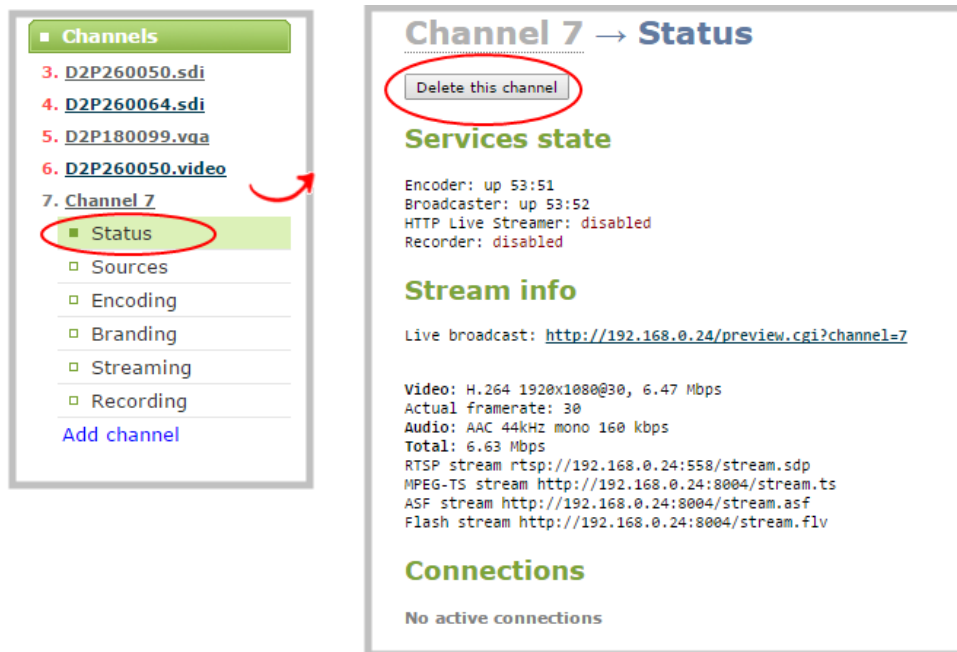 Channels
3. D2P260050.sdi
4. D2P260064.sdi
5. D2P180099.vga
6. D2P260050.video
7. Channel 7
Status
Sources
Encoding
Branding
Streaming
Recording
Add channel
Channel 7 → Status
Delete this channel
Services state
Encoder: up 53:51
Broadcaster: up 53:52
HTTP Live Streamer: disabled
Recorder: disabled
Stream info
Live broadcast: http://192.168.0.24/preview.cgi?channel=7
Video: H.264 1920x1080@30, 6.47 Mbps
Actual framerate: 30
Audio: AAC 44kHz mono 160 kbps
Total: 6.63 Mbps
RTSP stream rtsp://192.168.0.24:558/stream.sdp
MPEG-TS stream http://192.168.0.24:8004/stream.ts
ASF stream http://192.168.0.24:8004/stream.asf
Flash stream http://192.168.0.24:8004/stream.flv
Connections
No active connections